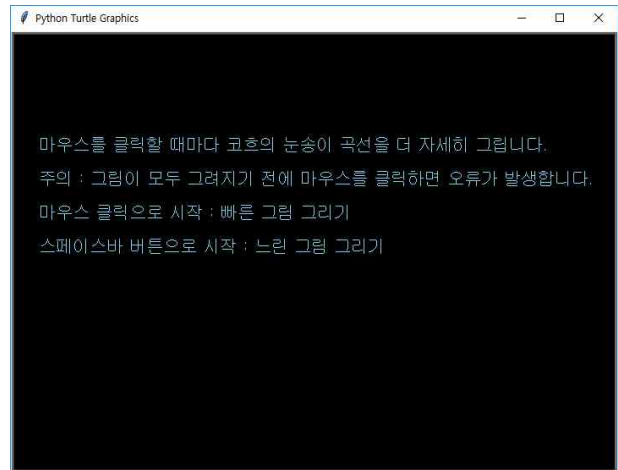 Python Turtle Graphics
마우스를 클릭할 때마다 코흐의 눈송이 곡선을 더 자세히 그립니다.
주의 : 그림이 모두 그려지기 전에 마우스를 클릭하면 오류가 발생합니다.
마우스 클릭으로 시작 : 빠른 그림 그리기
스페이스바 버튼으로 시작 : 느린 그림 그리기